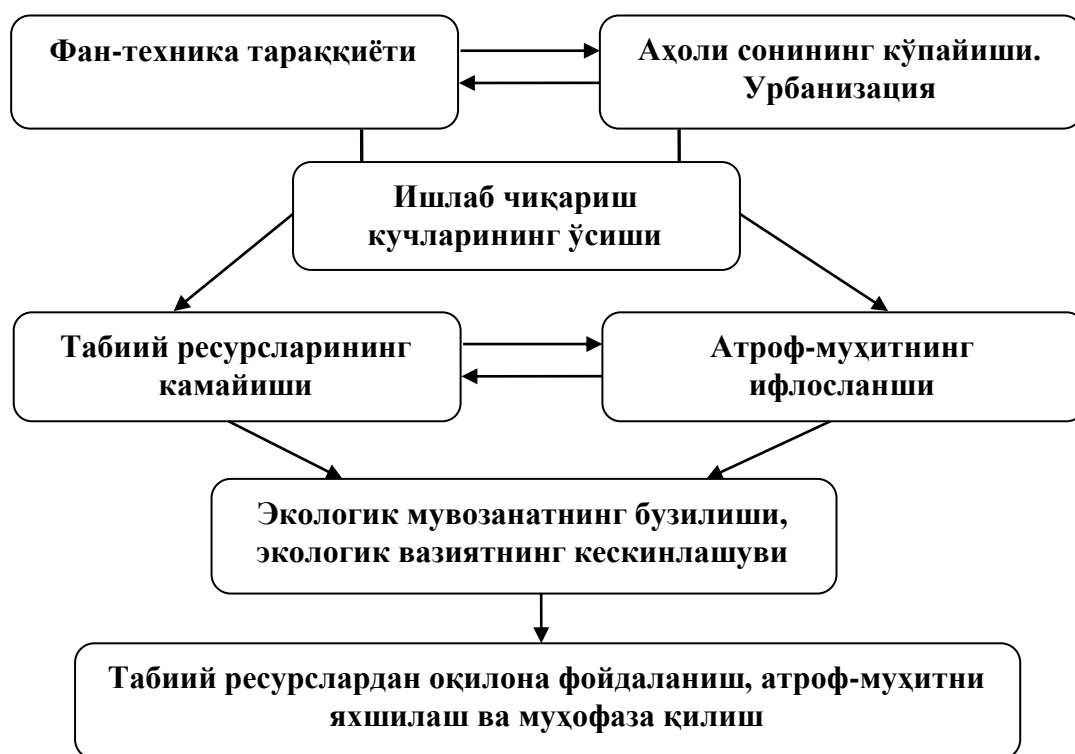 Фан-техника тараққиёти
Аҳоли сонининг кўпайиши.
Урбанизация
Ишлаб чиқариш
кучларининг ўсиши
Табиий ресурсларининг
камайиши
Атроф-муҳитнинг
ифлосланши
Экологик мувозанатнинг бузилиши,
экологик вазиятнинг кескинлашуви
Табиий ресурслардан оқилона фойдаланиш, атроф-муҳитни
яхшилаш ва муҳофаза қилиш